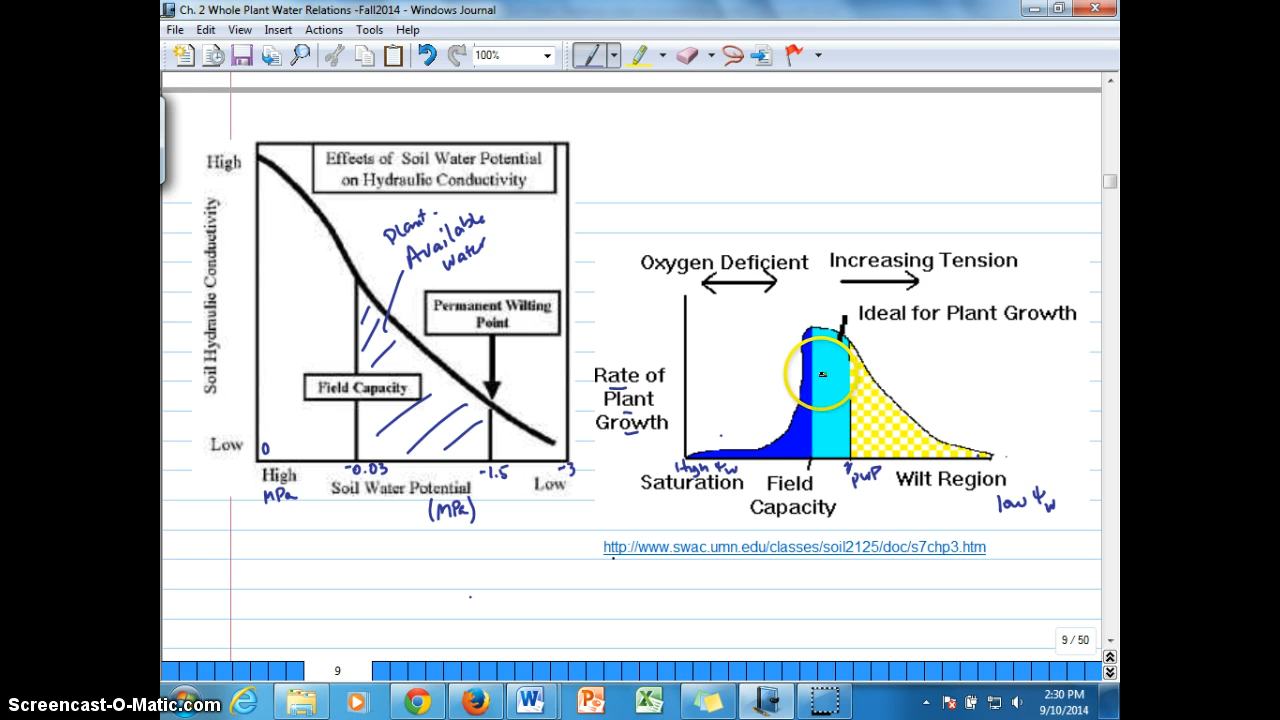 Ch. 2 Whole Plant Water Relations -Fall2014 - Windows Journal
File Edit View Insert Actions Tools Help
100%
Effects of Soil Water Potential
on Hydraulic Conductivity
High
Soil Hydraulic Conductivity
Low
plant
Available
water
Permanent Wilting
Point
Field Capacity
0
-0.03
-1.5
-3
High
Soil Water Potential
Low
MPa
(MPa)
Oxygen Deficient
Increasing Tension
Ideal for Plant Growth
Rate of
Plant
Growth
High Ψw
Ψ
PWP
Saturation
Field
Capacity
Wilt Region
low Ψw
http://www.swac.umn.edu/classes/soil2125/doc/s7chp3.htm
9 / 50
9
2:30 PM
9/10/2014
Screencast-O-Matic.com